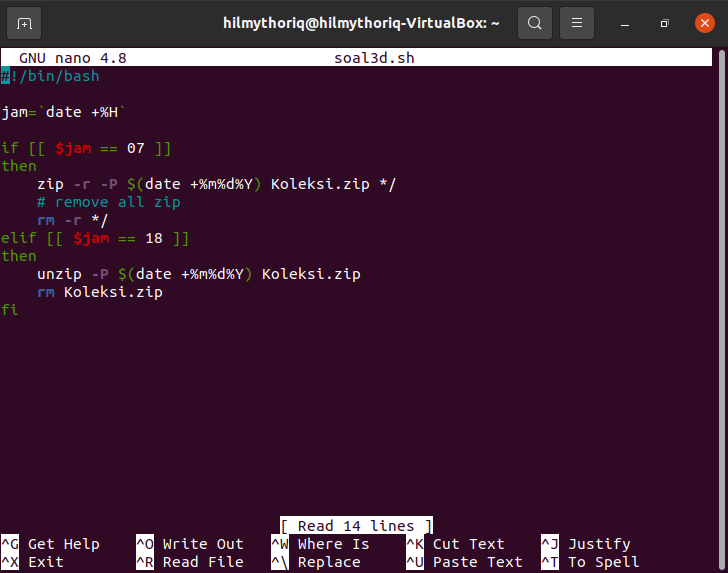 hilmythoriq@hilmythoriq-VirtualBox: ~
GNU nano 4.8 soal3d.sh
#!/bin/bash
jam=`date +%H`
if [[ $jam == 07 ]]
then
    zip -r -P $(date +%m%d%Y) Koleksi.zip */
    # remove all zip
    rm -r */
elif [[ $jam == 18 ]]
then
    unzip -P $(date +%m%d%Y) Koleksi.zip
    rm Koleksi.zip
fi
[ Read 14 lines ]
^G Get Help ^O Write Out ^W Where Is ^K Cut Text ^J Justify
^X Exit ^R Read File ^\ Replace ^U Paste Text ^T To Spell